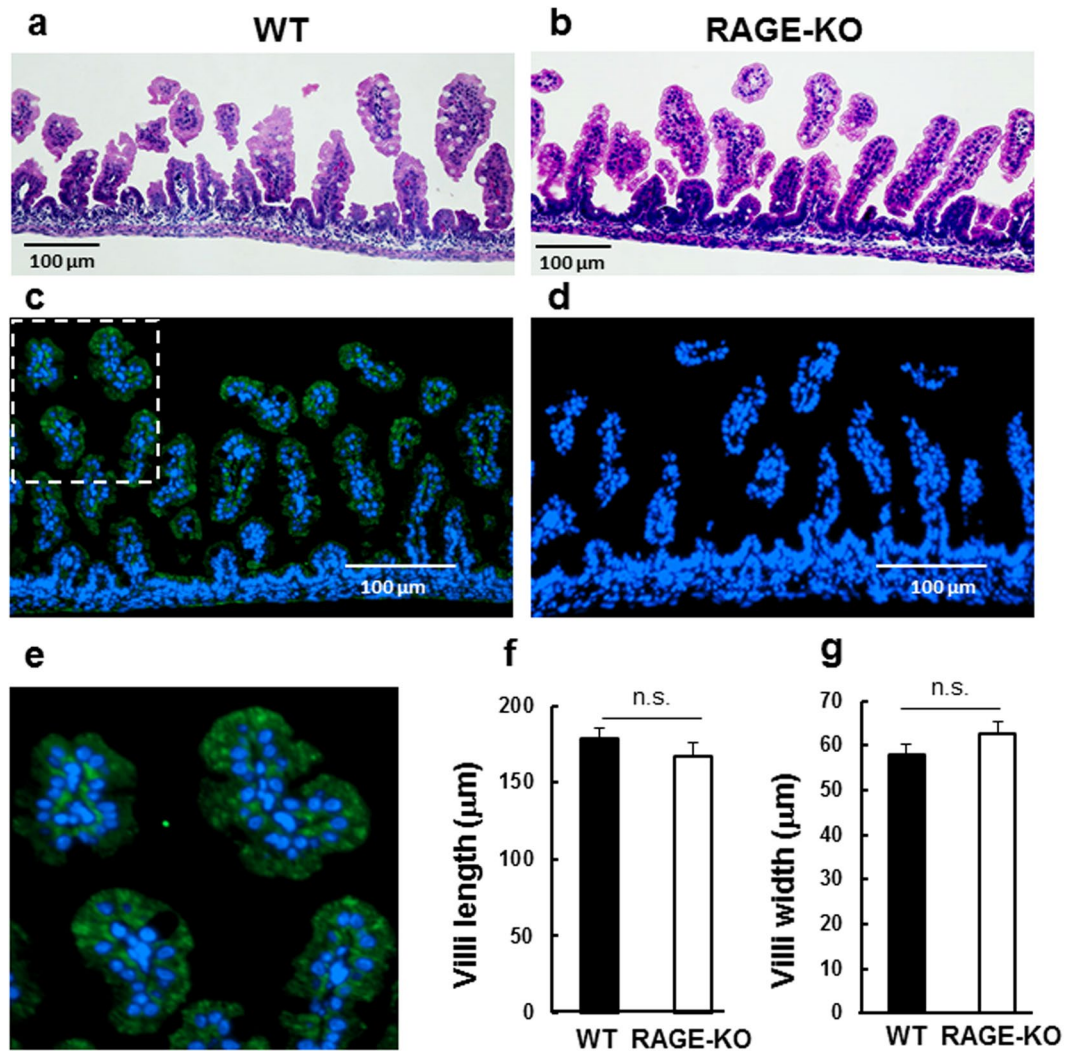 a WT b RAGE-KO
100 µm
100 µm
c d
100 µm
100 µm
e f g
n.s.
n.s.
Villi length (µm)
200
150
100
50
0
WT RAGE-KO
Villi width (µm)
70
60
50
40
30
20
10
0
WT RAGE-KO